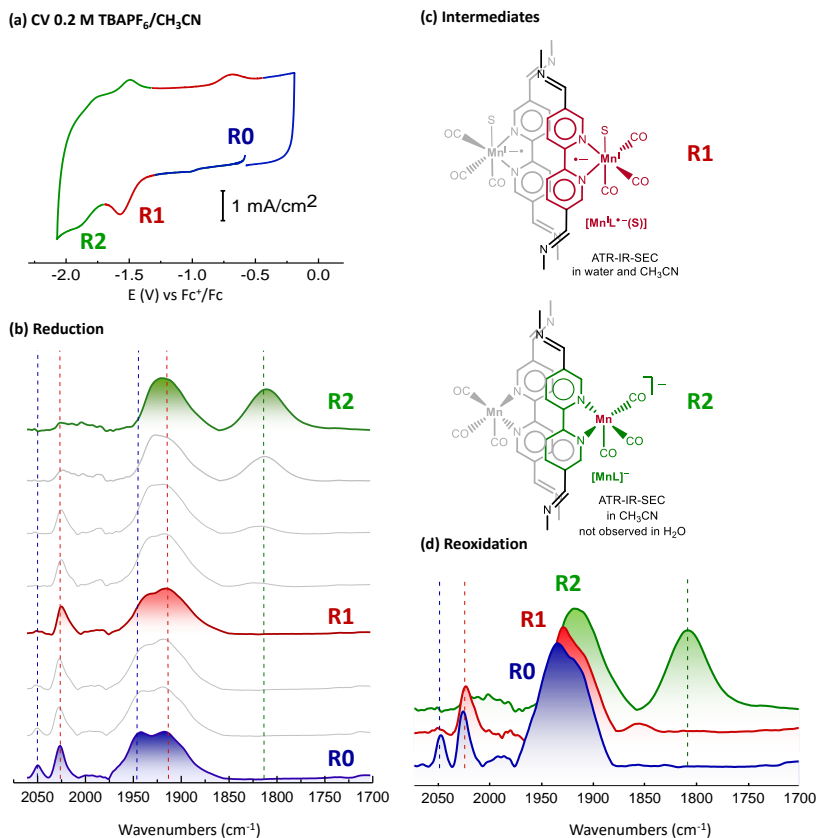 (a) CV 0.2 M TBAPF₆/CH₃CN
R0
R1
R2
1 mA/cm²
-2.0 -1.5 -1.0 -0.5 0.0
E (V) vs Fc⁺/Fc
(b) Reduction
R2
R1
R0
2050 2000 1950 1900 1850 1800 1750 1700
Wavenumbers (cm⁻¹)
(c) Intermediates
N
N
S
S
OC
N
N
CO
Mnᴵ
Mnᴵ
R1
OC
CO
N
N
CO
CO
[MnᴵL•−(S)]
N
N
ATR-IR-SEC
in water and CH₃CN
N
N
CO
N
CO
−
R2
OC
Mn
Mn
OC
CO
N
CO
CO
[MnL]⁻
N
N
ATR-IR-SEC
in CH₃CN
not observed in H₂O
(d) Reoxidation
R2
R1
R0
2050 2000 1950 1900 1850 1800 1750 1700
Wavenumbers (cm⁻¹)